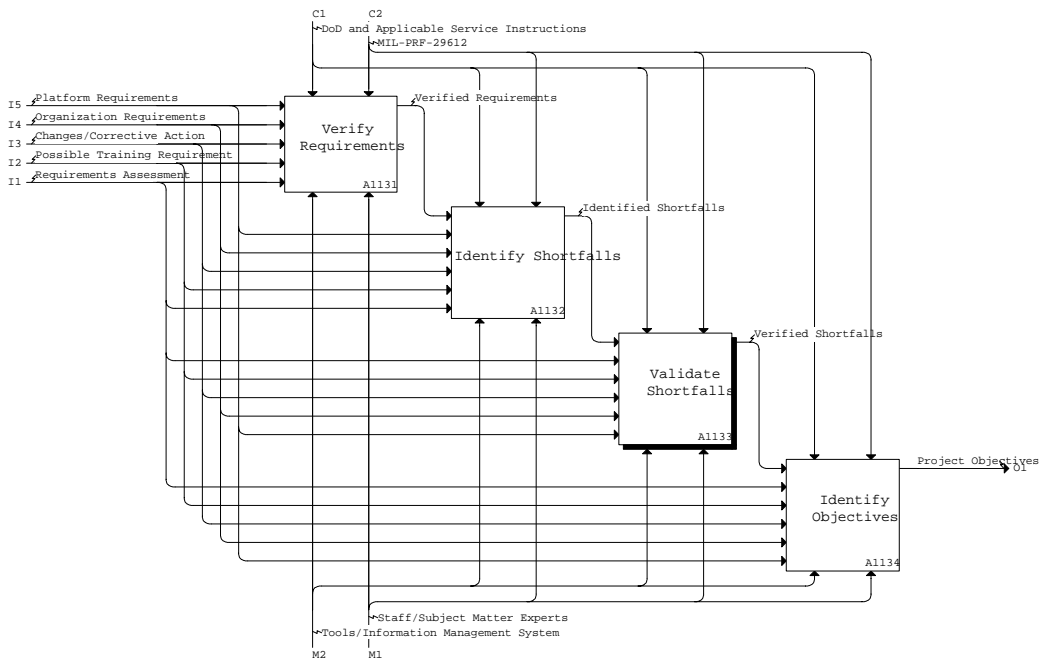 C1
C2
DoD and Applicable Service Instructions
MIL-PRF-29612
I5
Platform Requirements
I4
Organization Requirements
I3
Changes/Corrective Action
I2
Possible Training Requirement
I1
Requirements Assessment
Verify
Requirements
A1131
Verified Requirements
Identify Shortfalls
A1132
Identified Shortfalls
Validate
Shortfalls
A1133
Verified Shortfalls
Identify
Objectives
A1134
Project Objectives
O1
Staff/Subject Matter Experts
Tools/Information Management System
M2
M1